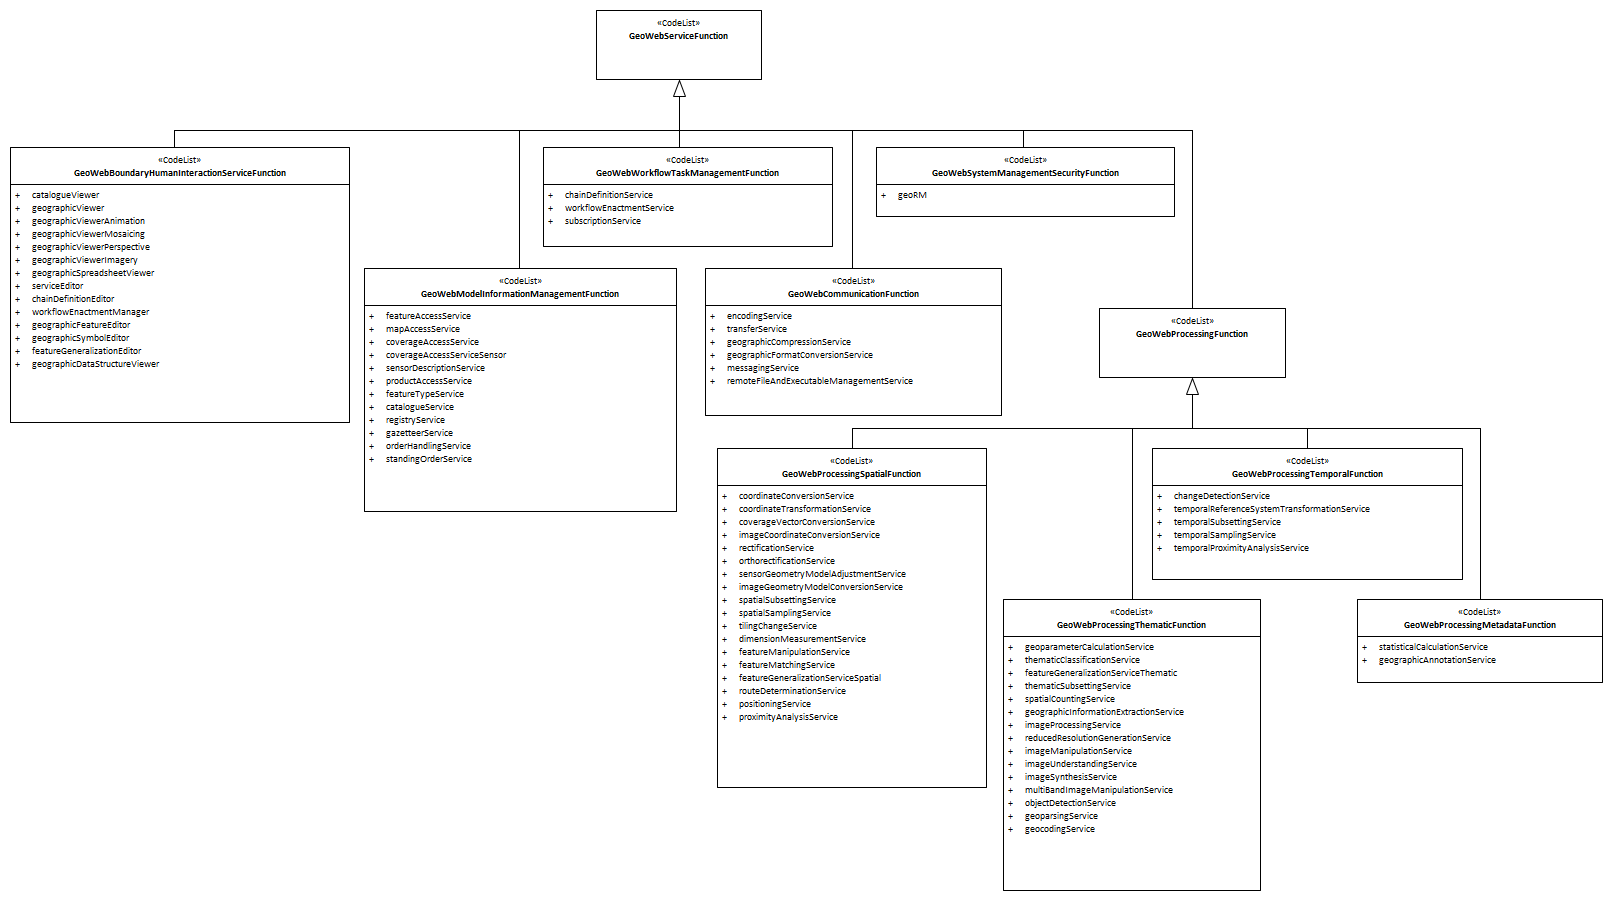 «CodeList»
GeoWebServiceFunction
«CodeList»
GeoWebBoundaryHumanInteractionServiceFunction
+ catalogueViewer
+ geographicViewer
+ geographicViewerAnimation
+ geographicViewerMosaicing
+ geographicViewerPerspective
+ geographicViewerImagery
+ geographicSpreadsheetViewer
+ serviceEditor
+ chainDefinitionEditor
+ workflowEnactmentManager
+ geographicFeatureEditor
+ geographicSymbolEditor
+ featureGeneralizationEditor
+ geographicDataStructureViewer
«CodeList»
GeoWebWorkflowTaskManagementFunction
+ chainDefinitionService
+ workflowEnactmentService
+ subscriptionService
«CodeList»
GeoWebSystemManagementSecurityFunction
+ geoRM
«CodeList»
GeoWebModelInformationManagementFunction
+ featureAccessService
+ mapAccessService
+ coverageAccessService
+ coverageAccessServiceSensor
+ sensorDescriptionService
+ productAccessService
+ featureTypeService
+ catalogueService
+ registryService
+ gazetteerService
+ orderHandlingService
+ standingOrderService
«CodeList»
GeoWebCommunicationFunction
+ encodingService
+ transferService
+ geographicCompressionService
+ geographicFormatConversionService
+ messagingService
+ remoteFileAndExecutableManagementService
«CodeList»
GeoWebProcessingFunction
«CodeList»
GeoWebProcessingSpatialFunction
+ coordinateConversionService
+ coordinateTransformationService
+ coverageVectorConversionService
+ imageCoordinateConversionService
+ rectificationService
+ orthorectificationService
+ sensorGeometryModelAdjustmentService
+ imageGeometryModelConversionService
+ spatialSubsettingService
+ spatialSamplingService
+ tilingChangeService
+ dimensionMeasurementService
+ featureManipulationService
+ featureMatchingService
+ featureGeneralizationServiceSpatial
+ routeDeterminationService
+ positioningService
+ proximityAnalysisService
«CodeList»
GeoWebProcessingTemporalFunction
+ changeDetectionService
+ temporalReferenceSystemTransformationService
+ temporalSubsettingService
+ temporalSamplingService
+ temporalProximityAnalysisService
«CodeList»
GeoWebProcessingThematicFunction
+ geoparameterCalculationService
+ thematicClassificationService
+ featureGeneralizationServiceThematic
+ thematicSubsettingService
+ spatialCountingService
+ geographicInformationExtractionService
+ imageProcessingService
+ reducedResolutionGenerationService
+ imageManipulationService
+ imageUnderstandingService
+ imageSynthesisService
+ multiBandImageManipulationService
+ objectDetectionService
+ geoparsingService
+ geocodingService
«CodeList»
GeoWebProcessingMetadataFunction
+ statisticalCalculationService
+ geographicAnnotationService